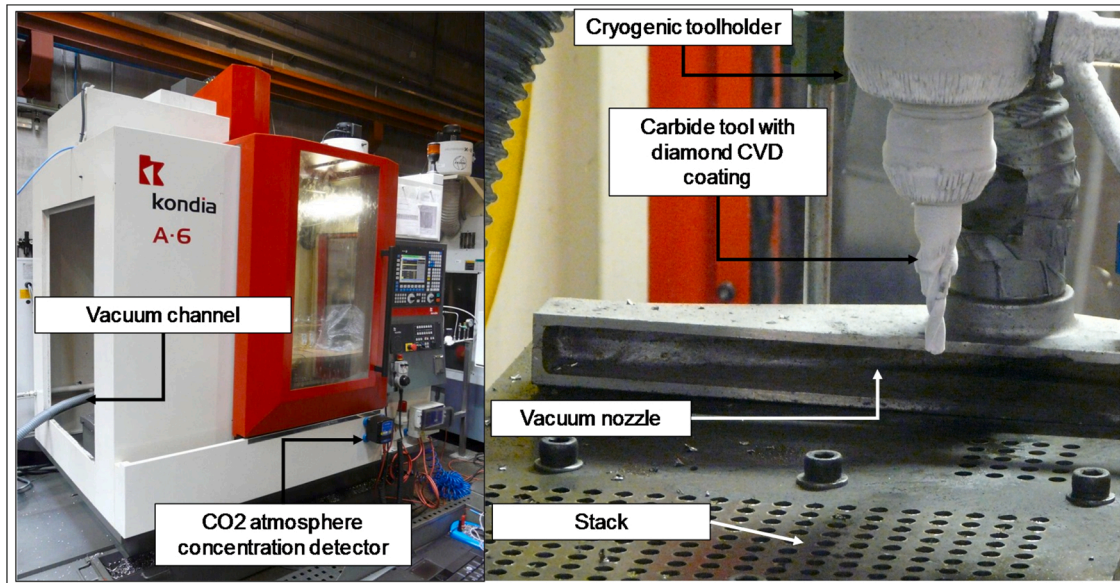 kondia
A·6
Vacuum channel
CO2 atmosphere
concentration detector
Cryogenic toolholder
Carbide tool with
diamond CVD
coating
Vacuum nozzle
Stack